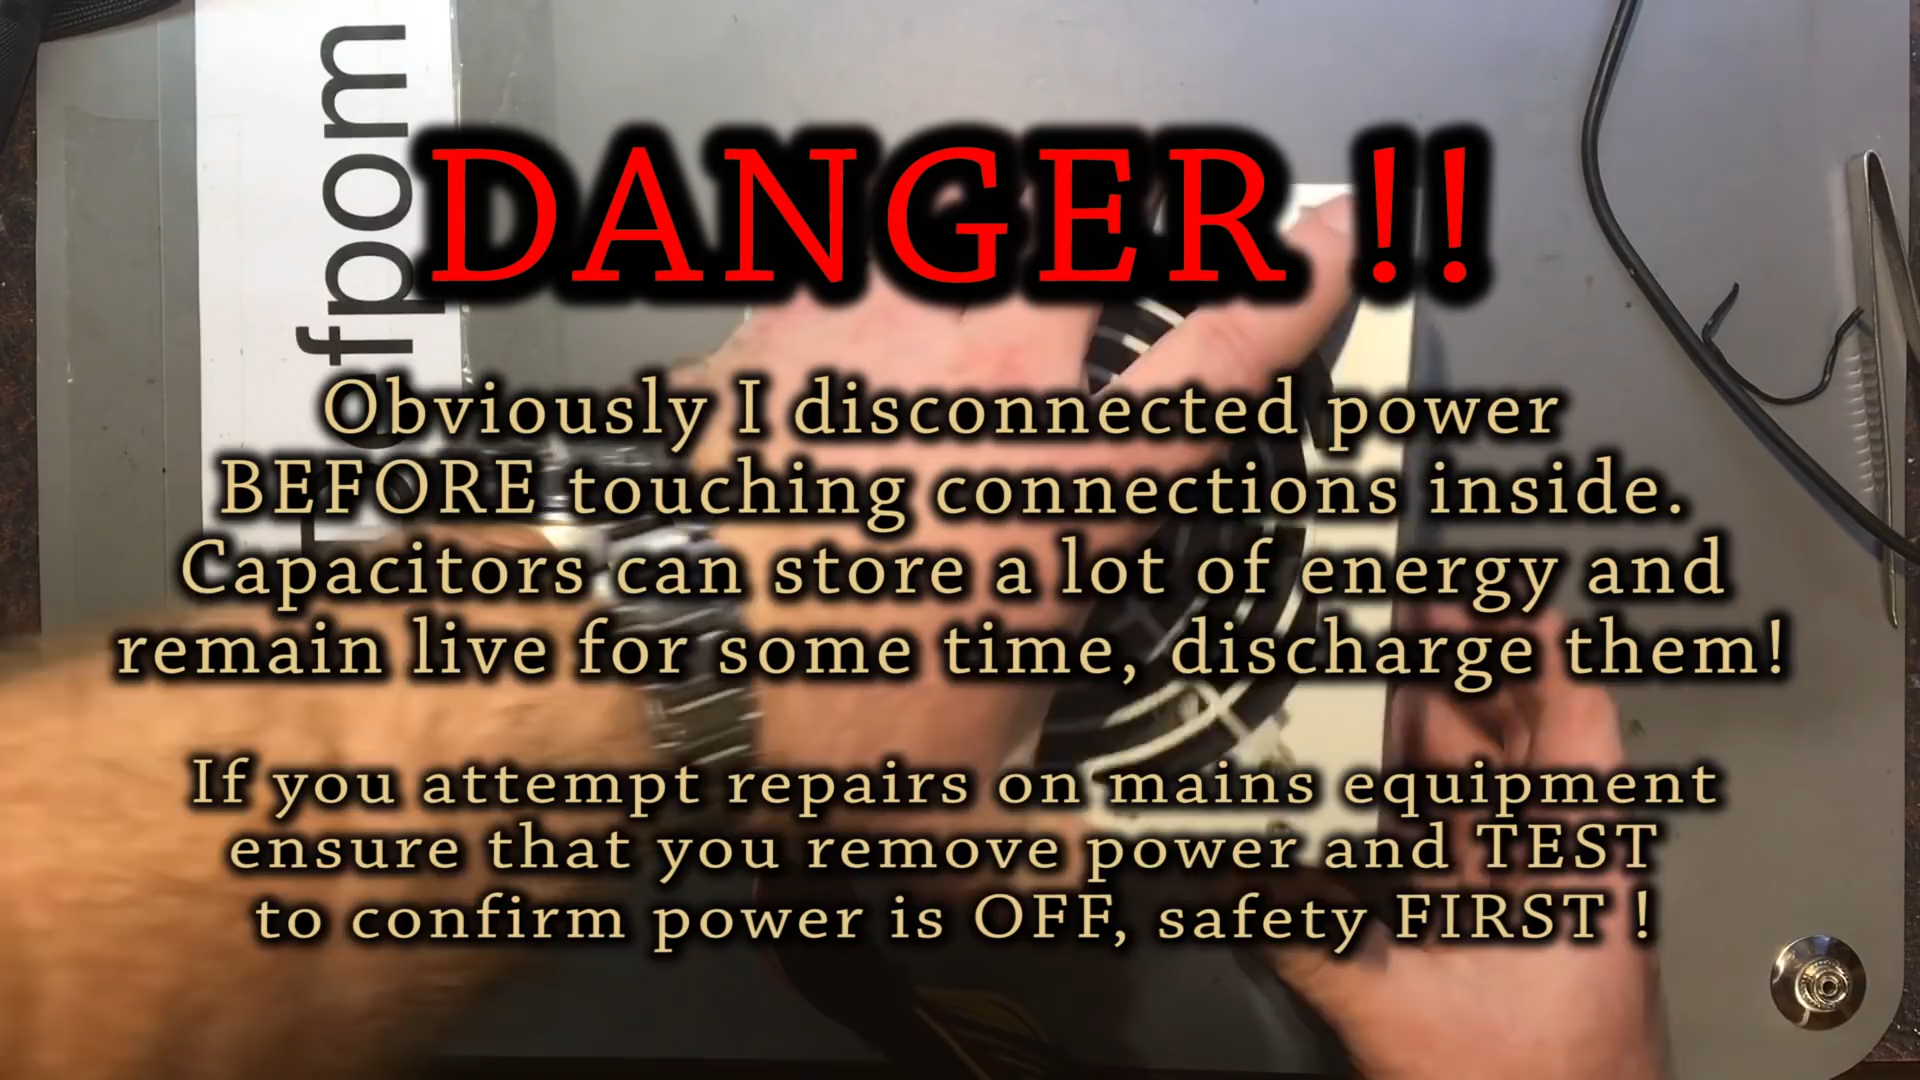 DANGER !!
Obviously I disconnected power
BEFORE touching connections inside.
Capacitors can store a lot of energy and
remain live for some time, discharge them!
If you attempt repairs on mains equipment
ensure that you remove power and TEST
to confirm power is OFF, safety FIRST !
fpom